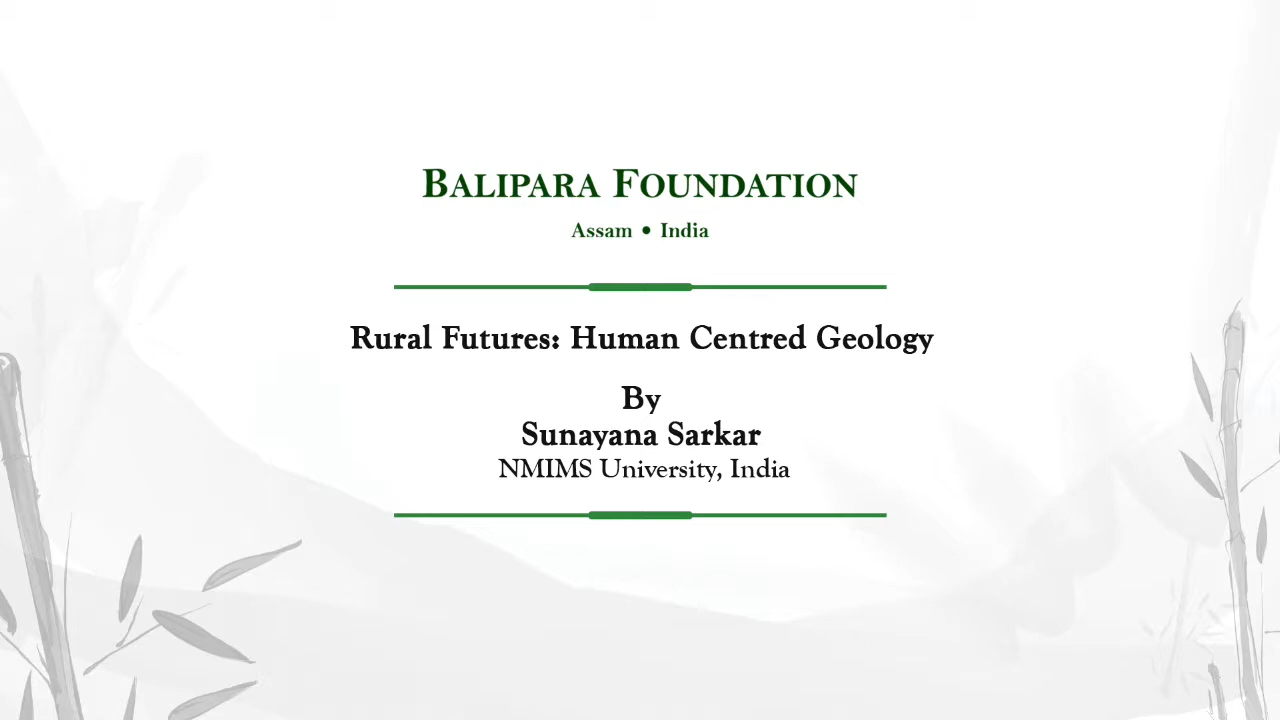 BALIPARA FOUNDATION
Assam • India
Rural Futures: Human Centred Geology
By
Sunayana Sarkar
NMIMS University, India